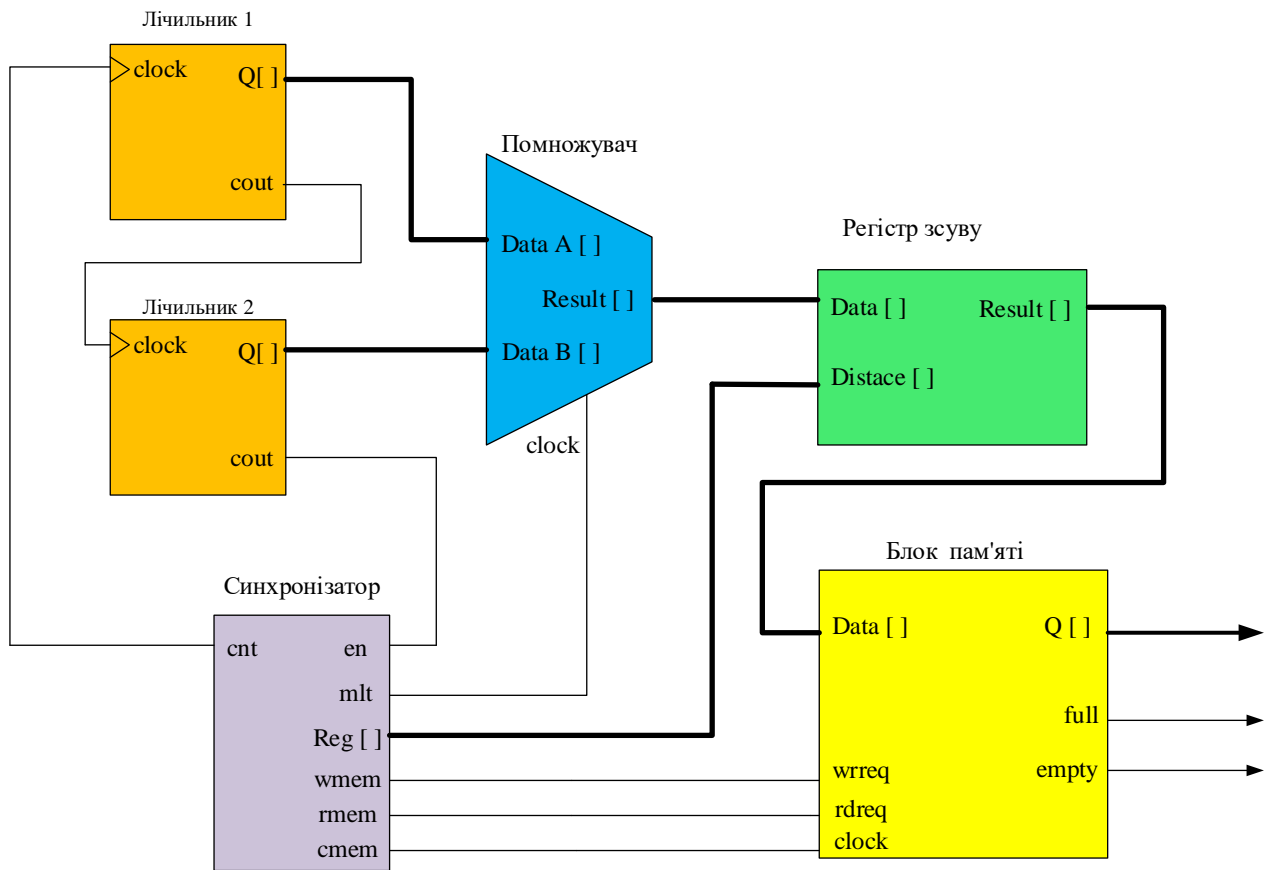 Лічильник 1
clock
Q[ ]
cout
Лічильник 2
clock
Q[ ]
cout
Помножувач
Data A [ ]
Result [ ]
Data B [ ]
clock
Регістр зсуву
Data [ ]
Result [ ]
Distace [ ]
Синхронізатор
cnt
en
mlt
Reg [ ]
wmem
rmem
cmem
Блок пам'яті
Data [ ]
Q [ ]
full
wrreq
empty
rdreq
clock